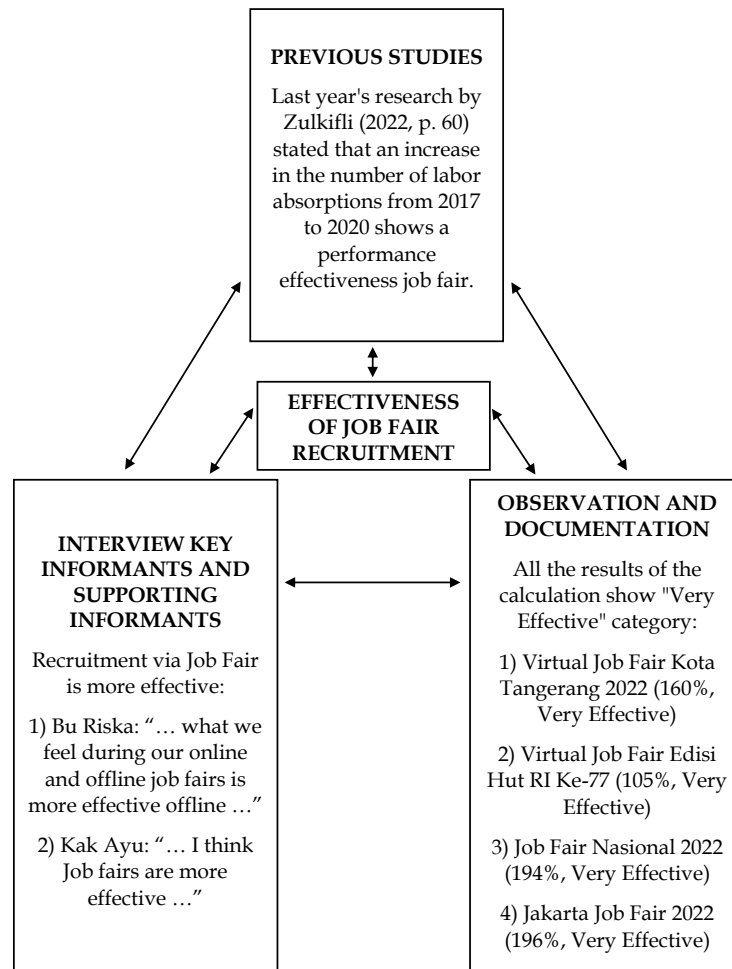 PREVIOUS STUDIES
Last year's research by
Zulkifli (2022, p. 60)
stated that an increase
in the number of labor
absorptions from 2017
to 2020 shows a
performance
effectiveness job fair.
EFFECTIVENESS
OF JOB FAIR
RECRUITMENT
INTERVIEW KEY
INFORMANTS AND
SUPPORTING
INFORMANTS
Recruitment via Job Fair
is more effective:
1) Bu Riska: “… what we
feel during our online
and offline job fairs is
more effective offline …”
2) Kak Ayu: “… I think
Job fairs are more
effective …”
OBSERVATION AND
DOCUMENTATION
All the results of the
calculation show "Very
Effective" category:
1) Virtual Job Fair Kota
Tangerang 2022 (160%,
Very Effective)
2) Virtual Job Fair Edisi
Hut RI Ke-77 (105%, Very
Effective)
3) Job Fair Nasional 2022
(194%, Very Effective)
4) Jakarta Job Fair 2022
(196%, Very Effective)